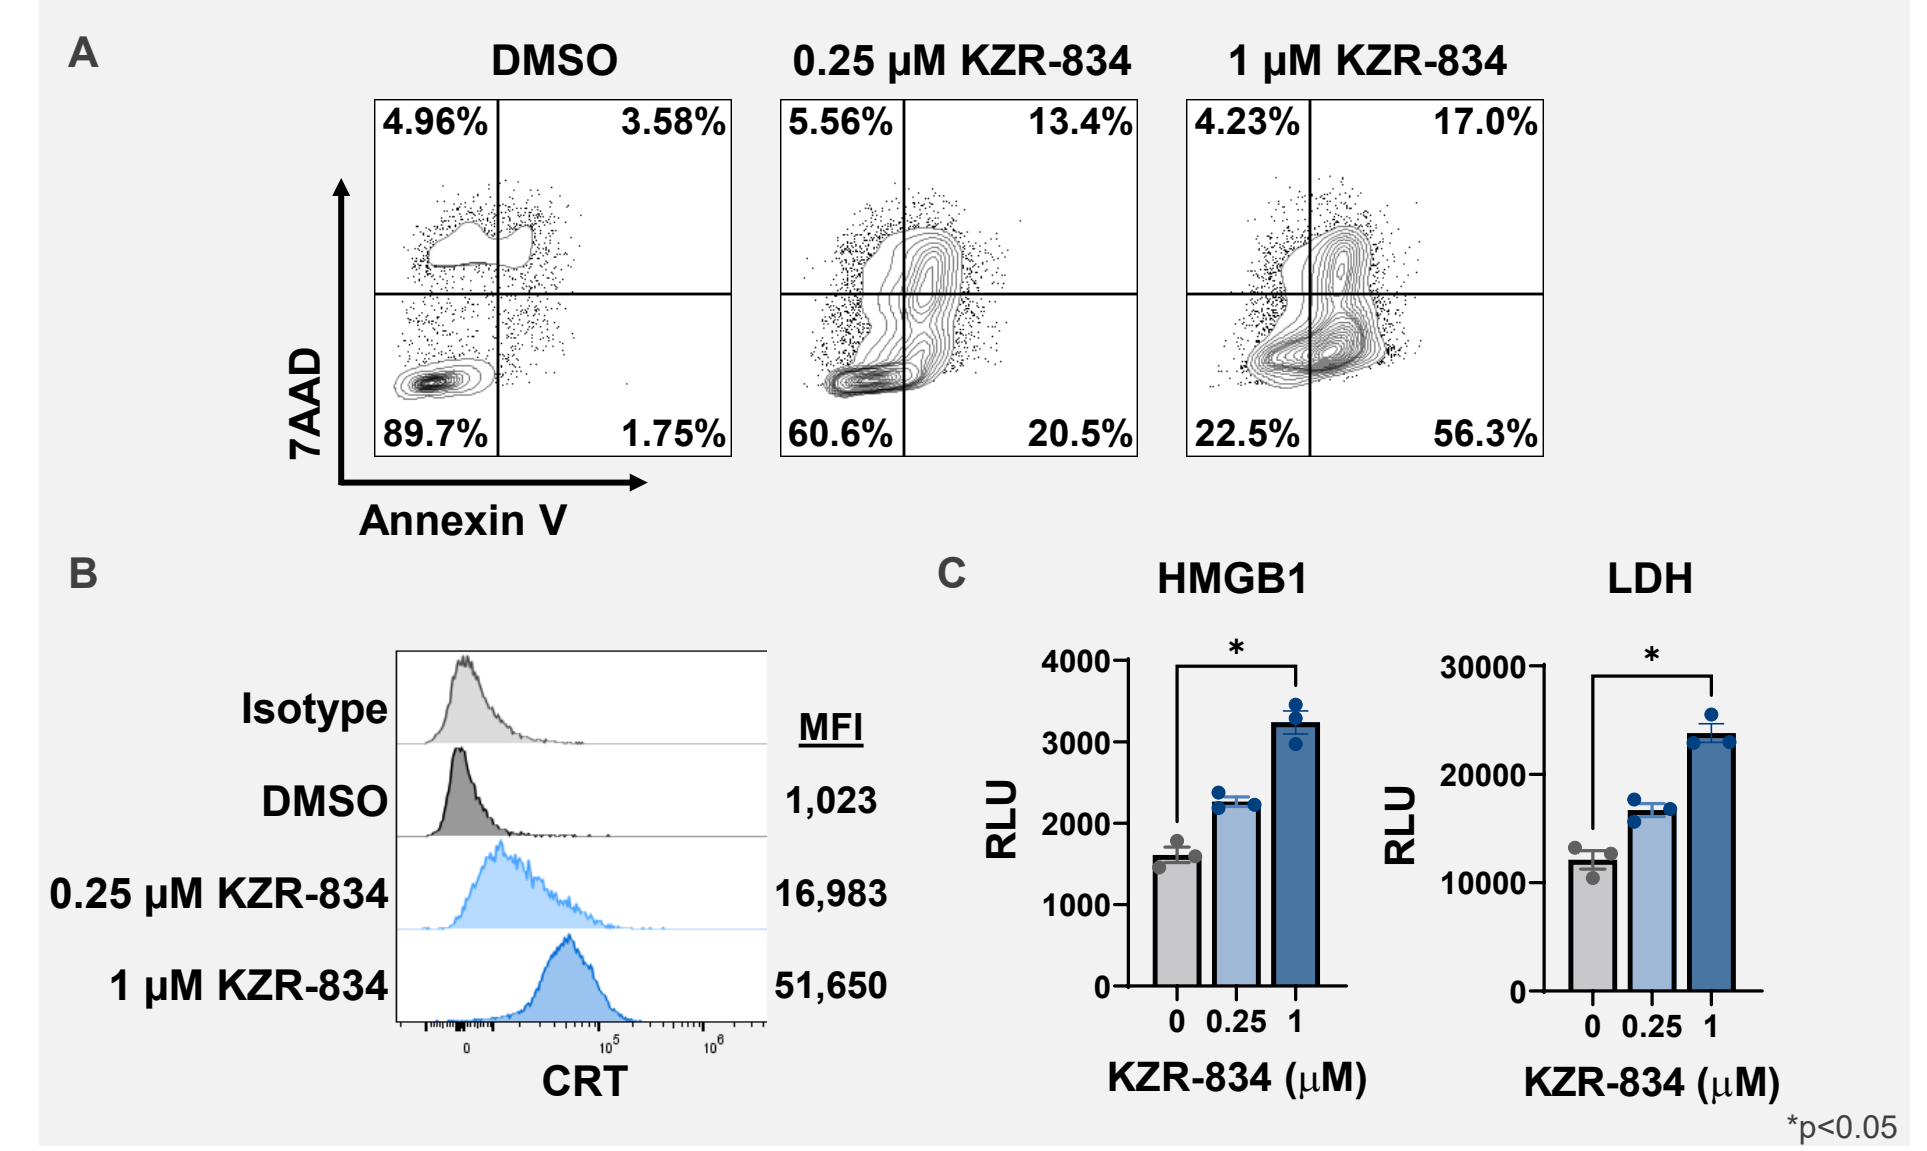 A
DMSO
0.25 µM KZR-834
1 µM KZR-834
4.96%
3.58%
5.56%
13.4%
4.23%
17.0%
7AAD
89.7%
1.75%
60.6%
20.5%
22.5%
56.3%
Annexin V
B
Isotype
MFI
DMSO
1,023
0.25 µM KZR-834
16,983
1 µM KZR-834
51,650
0
10⁵
10⁶
CRT
C
HMGB1
RLU
4000
3000
2000
1000
0
*
0 0.25 1
KZR-834 (µM)
LDH
RLU
30000
20000
10000
0
*
0 0.25 1
KZR-834 (µM)
*p<0.05